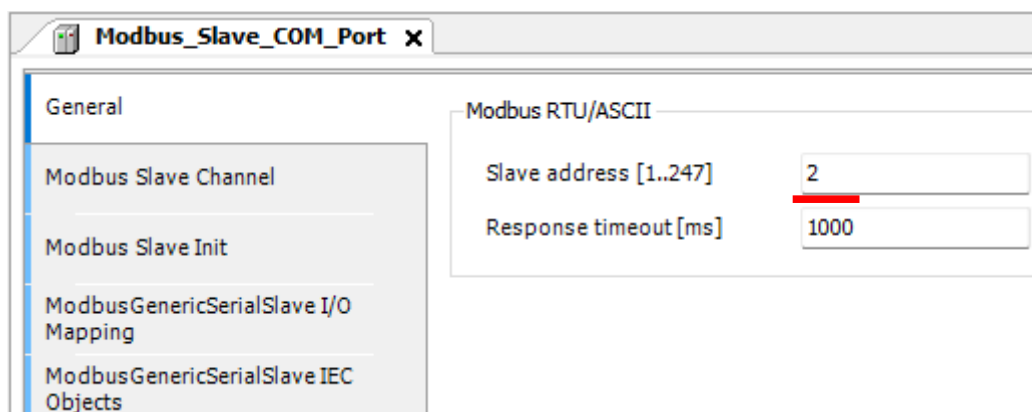 Modbus_Slave_COM_Port x
General
Modbus Slave Channel
Modbus Slave Init
ModbusGenericSerialSlave I/O
Mapping
ModbusGenericSerialSlave IEC
Objects
Modbus RTU/ASCII
Slave address [1..247] 2
Response timeout [ms] 1000